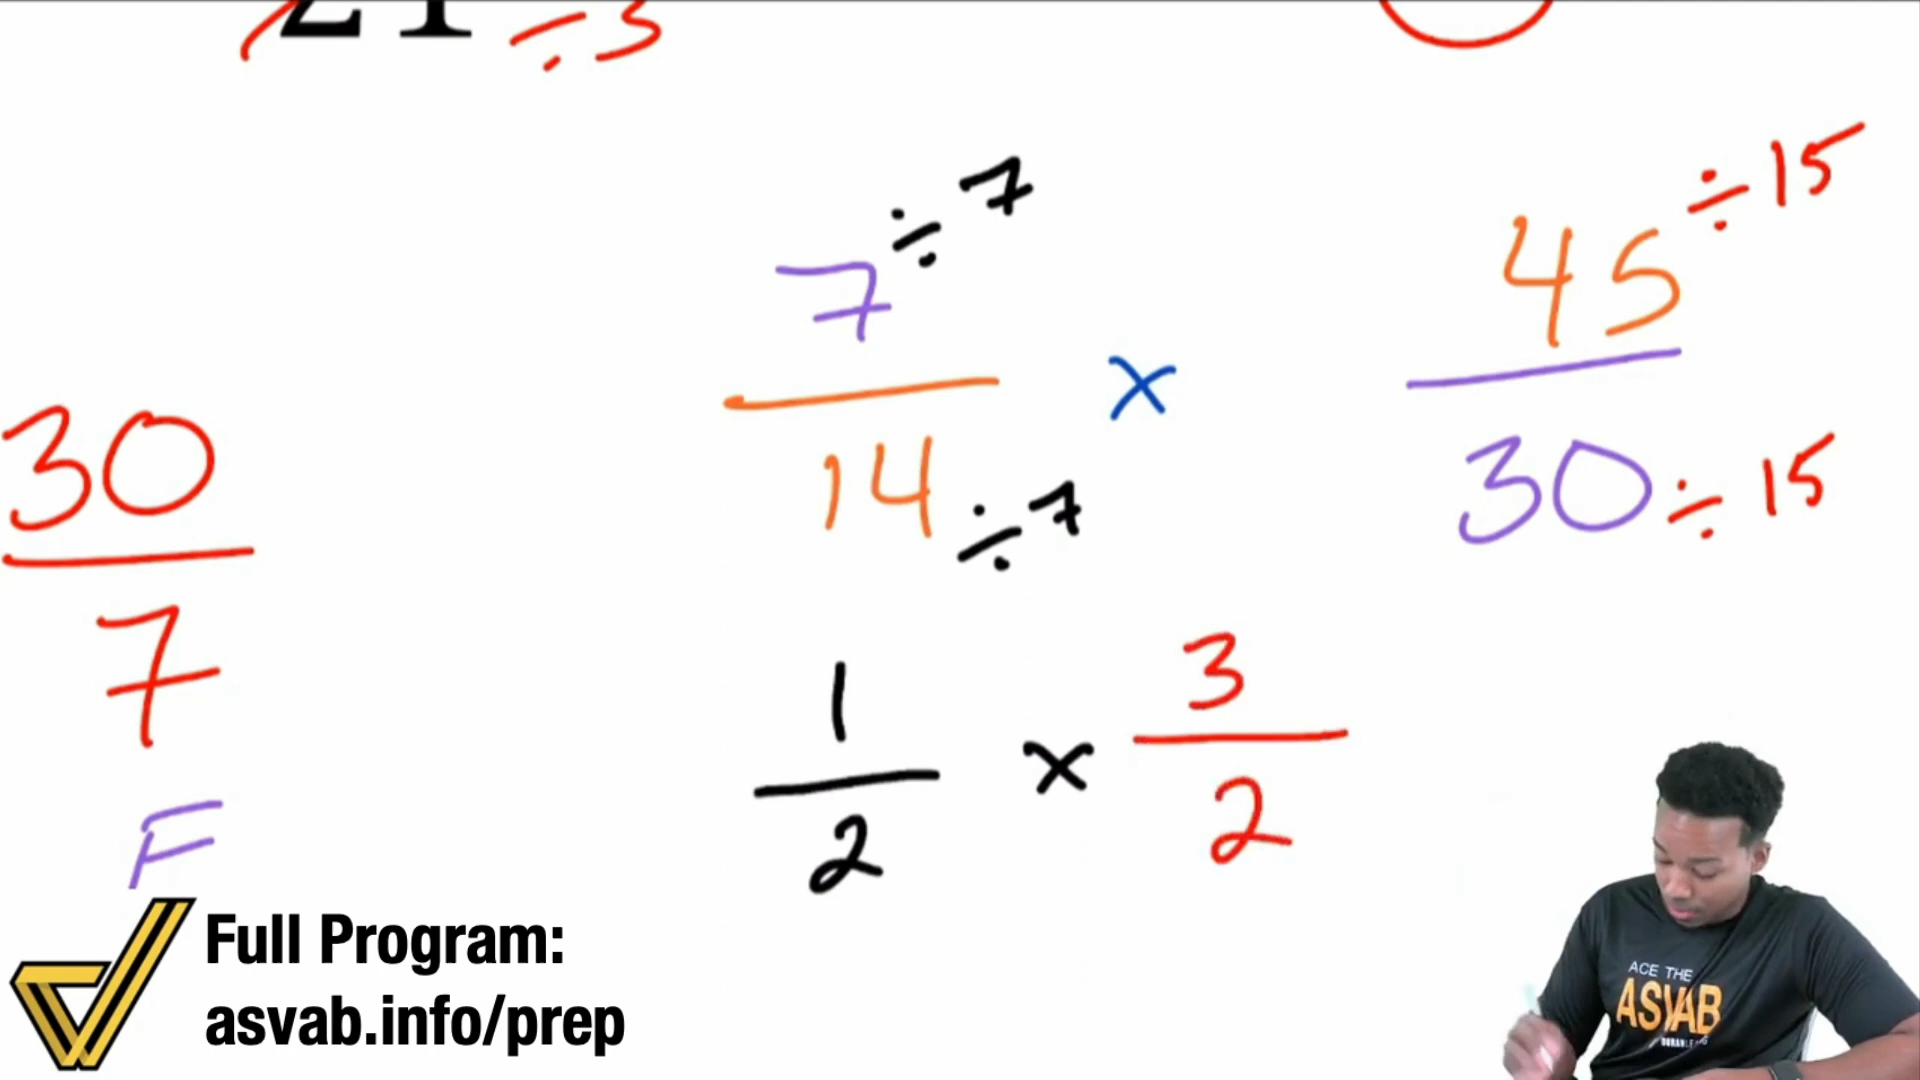 21 ÷3
7 ÷7 45 ÷15
x
14 ÷7 30 ÷15
30
7
1 3
x
2 2
F
Full Program:
asvab.info/prep
ACE THE
ASVAB